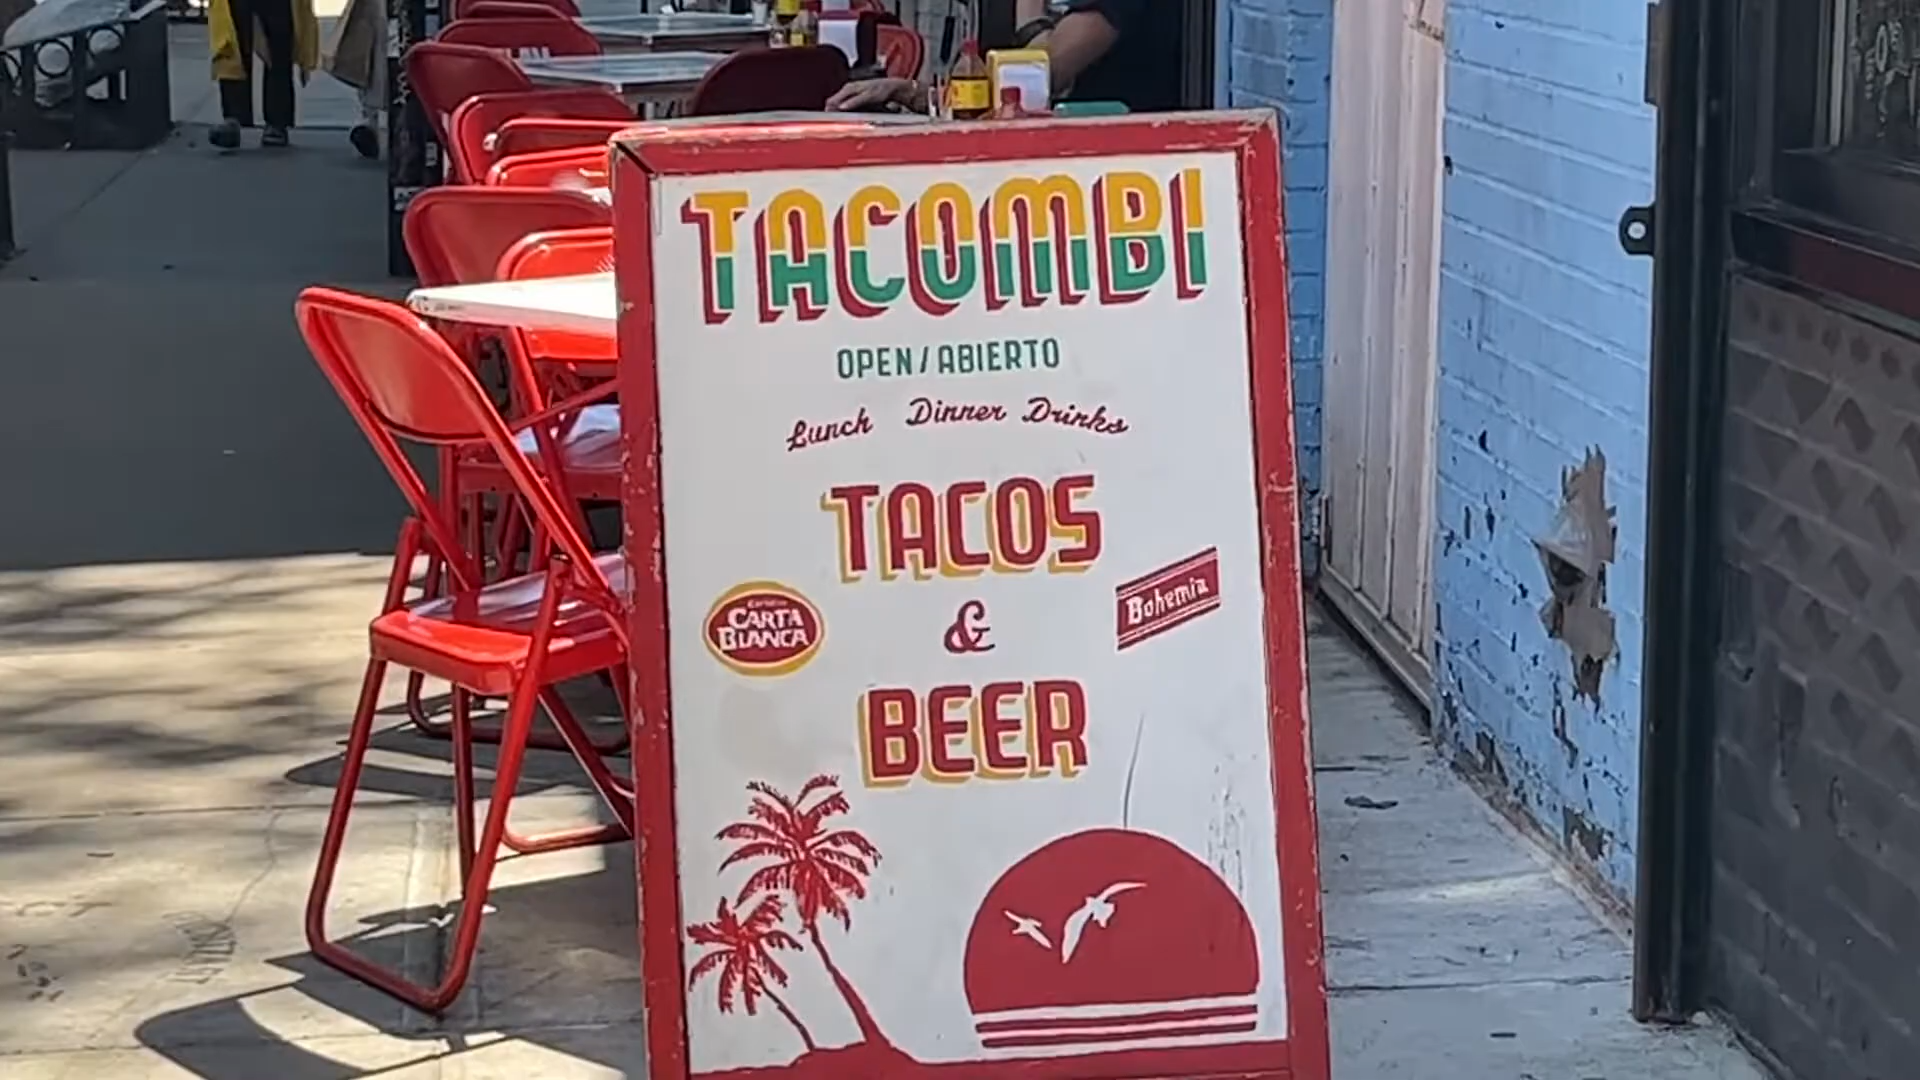 TACOMBI
OPEN/ABIERTO
Lunch Dinner Drinks
TACOS
&
BEER
CARTA
BLANCA
Bohemia